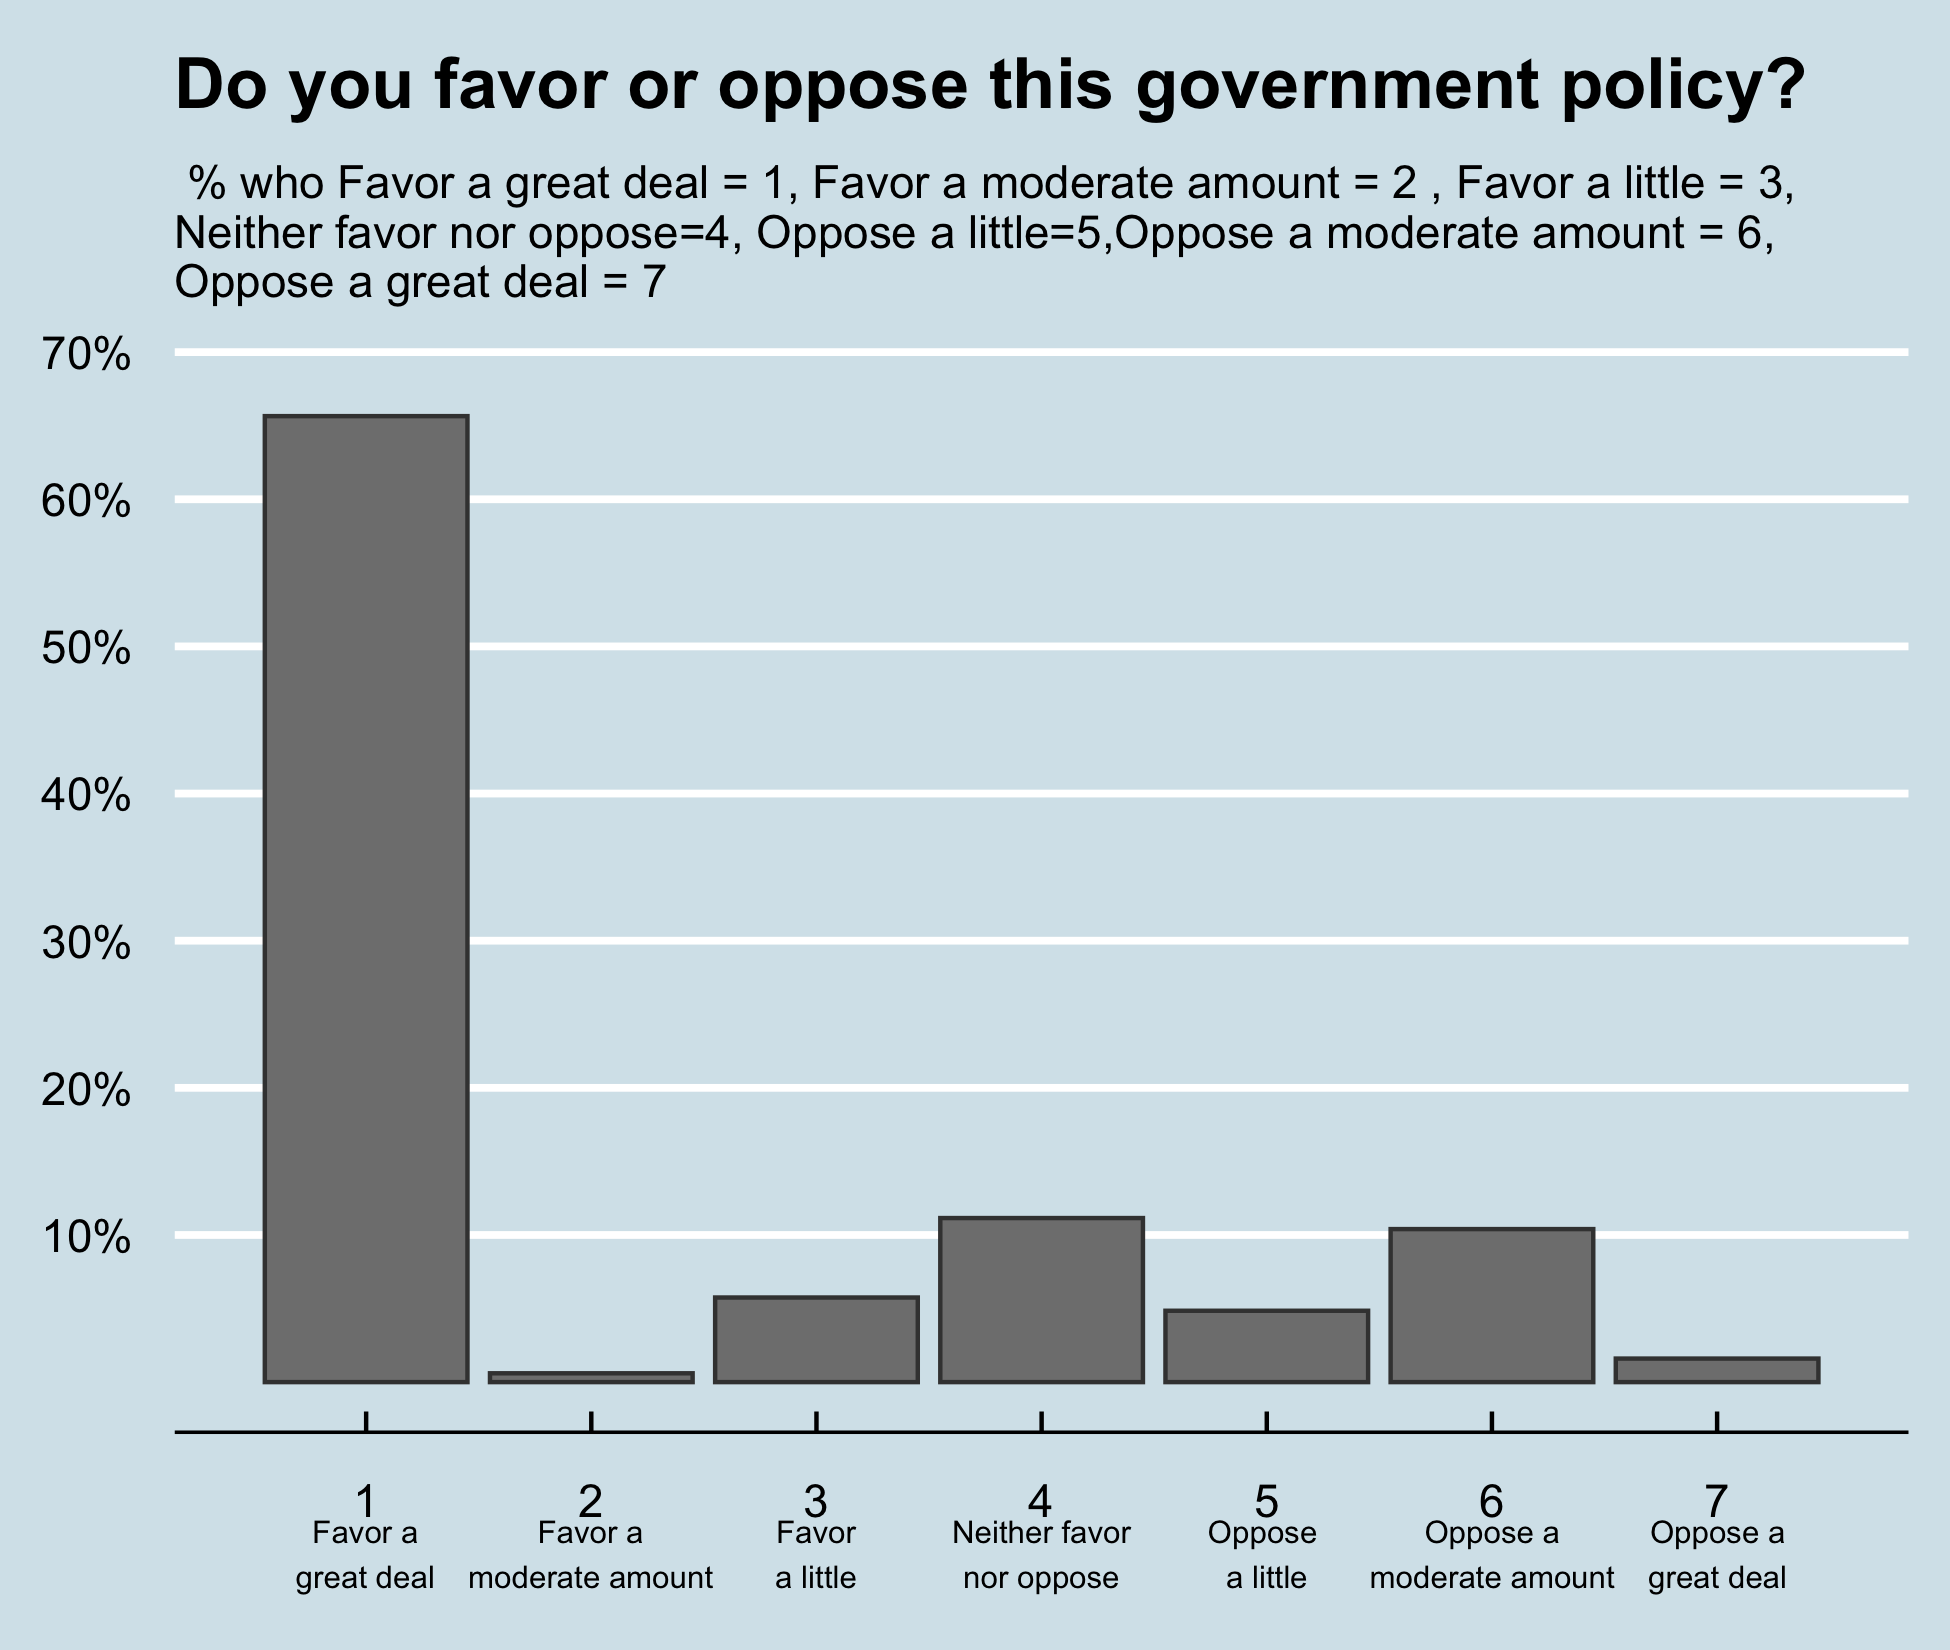 Do you favor or oppose this government policy?
% who Favor a great deal = 1, Favor a moderate amount = 2 , Favor a little = 3,
Neither favor nor oppose=4, Oppose a little=5,Oppose a moderate amount = 6,
Oppose a great deal = 7
70%
60%
50%
40%
30%
20%
10%
1 2 3 4 5 6 7
Favor a Favor a Favor Neither favor Oppose Oppose a Oppose a
great deal moderate amount a little nor oppose a little moderate amount great deal